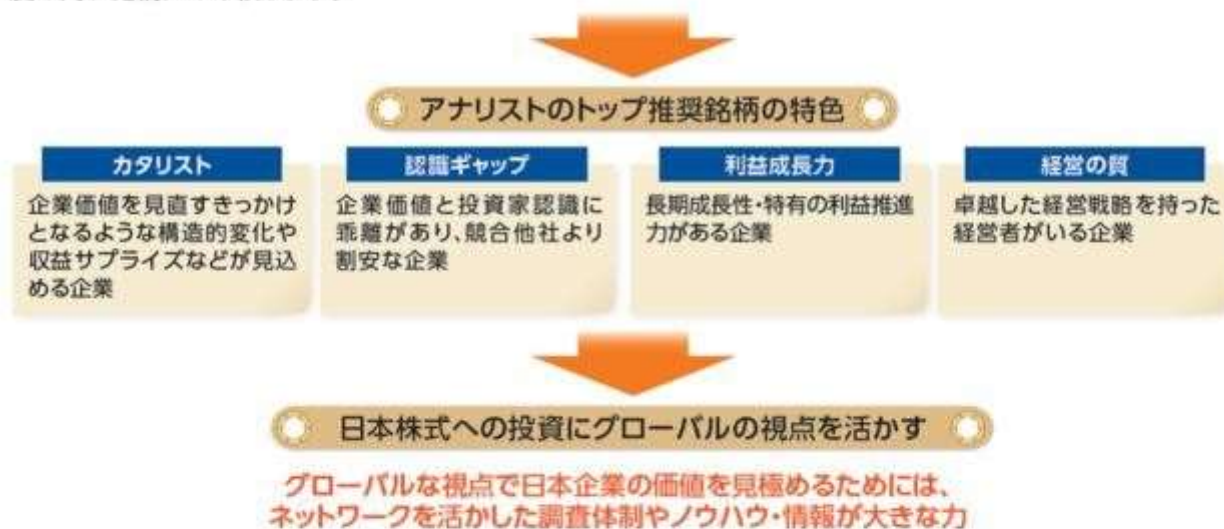 アナリストのトップ推奨銘柄の特色
カタリスト
企業価値を見直すきっかけ
となるような構造的変化や
収益サプライズなどが見込
める企業
認識ギャップ
企業価値と投資家認識に
乖離があり、競合他社より
割安な企業
利益成長力
長期成長性・特有の利益推進
力がある企業
経営の質
卓越した経営戦略を持った
経営者がいる企業
日本株式への投資にグローバルの視点を活かす
グローバルな視点で日本企業の価値を見極めるためには、
ネットワークを活かした調査体制やノウハウ・情報が大きな力